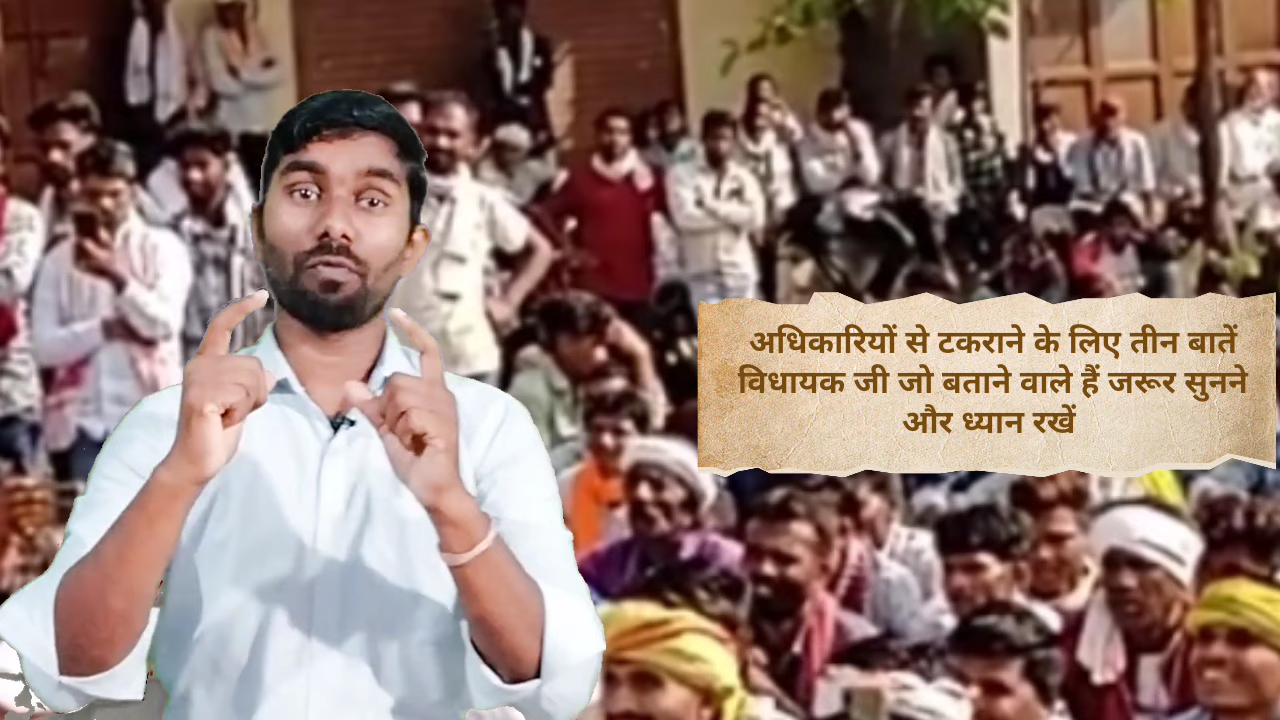 अधिकारियों से टकराने के लिए तीन बातें
विधायक जी जो बताने वाले हैं जरूर सुनने
और ध्यान रखें